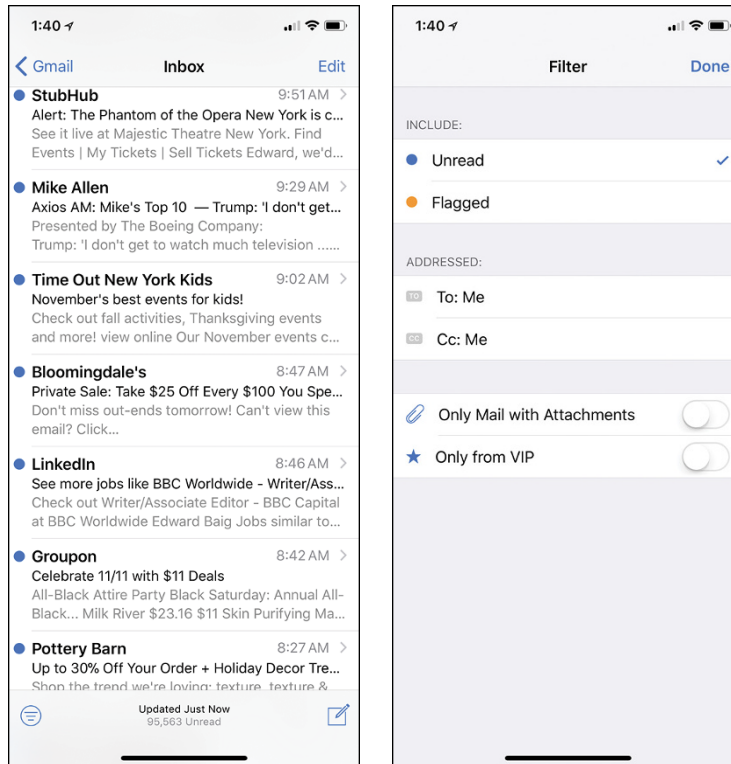 1:40
Gmail
Inbox
Edit
StubHub
9:51 AM
Alert: The Phantom of the Opera New York is c...
See it live at Majestic Theatre New York. Find
Events | My Tickets | Sell Tickets Edward, we'd...
Mike Allen
9:29 AM
Axios AM: Mike's Top 10 — Trump: 'I don't get...
Presented by The Boeing Company:
Trump: 'I don't get to watch much television ......
Time Out New York Kids
9:02 AM
November's best events for kids!
Check out fall activities, Thanksgiving events
and more! view online Our November events c...
Bloomingdale's
8:47 AM
Private Sale: Take $25 Off Every $100 You Spe...
Don't miss out-ends tomorrow! Can't view this
email? Click...
LinkedIn
8:46 AM
See more jobs like BBC Worldwide - Writer/Ass...
Check out Writer/Associate Editor - BBC Capital
at BBC Worldwide Edward Baig Jobs similar to...
Groupon
8:42 AM
Celebrate 11/11 with $11 Deals
All-Black Attire Party Black Saturday: Annual All-
Black... Milk River $23.16 $11 Skin Purifying Ma...
Pottery Barn
8:27 AM
Up to 30% Off Your Order + Holiday Decor Tre...
Shop the trend we're loving: texture, texture &
Updated Just Now
95,563 Unread
1:40
Filter
Done
INCLUDE:
Unread
Flagged
ADDRESSED:
TO To: Me
CC Cc: Me
Only Mail with Attachments
Only from VIP